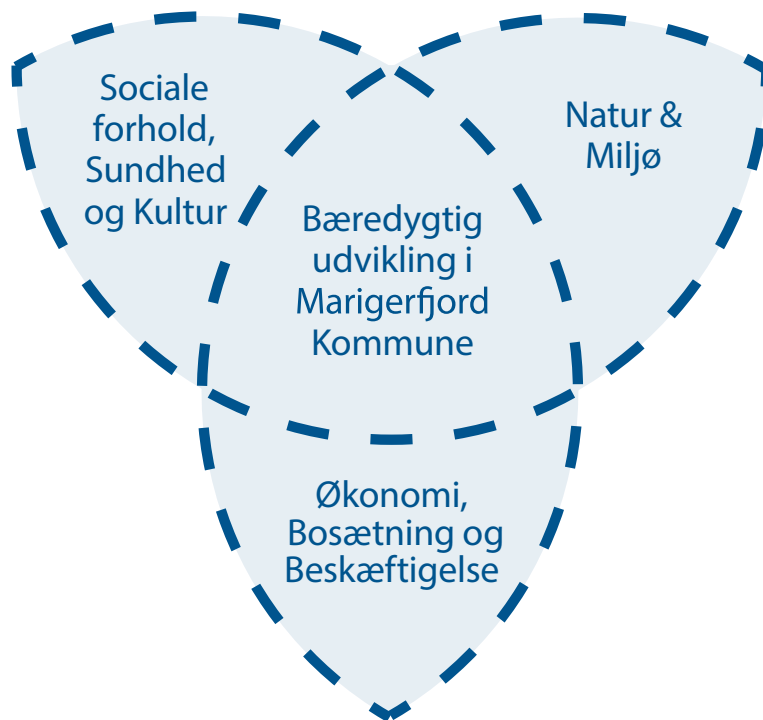 Sociale
forhold,
Sundhed
og Kultur
Natur &
Miljø
Bæredygtig
udvikling i
Marigerfjord
Kommune
Økonomi,
Bosætning og
Beskæftigelse